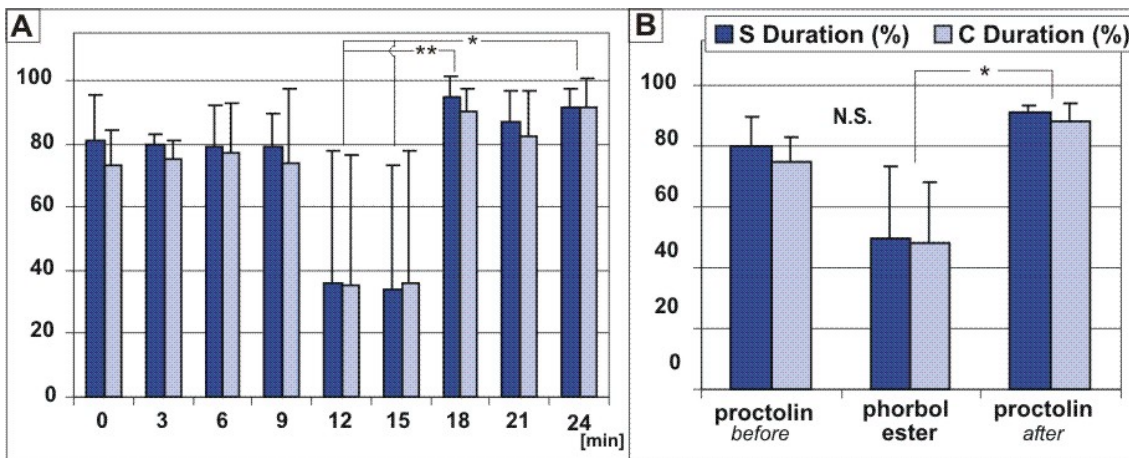 A
* 
**
100
80
60
40
20
0
0 3 6 9 12 15 18 21 24
[min]
B
S Duration (%) C Duration (%)
*
100
N.S.
80
60
40
20
0
proctolin phorbol proctolin
before ester after